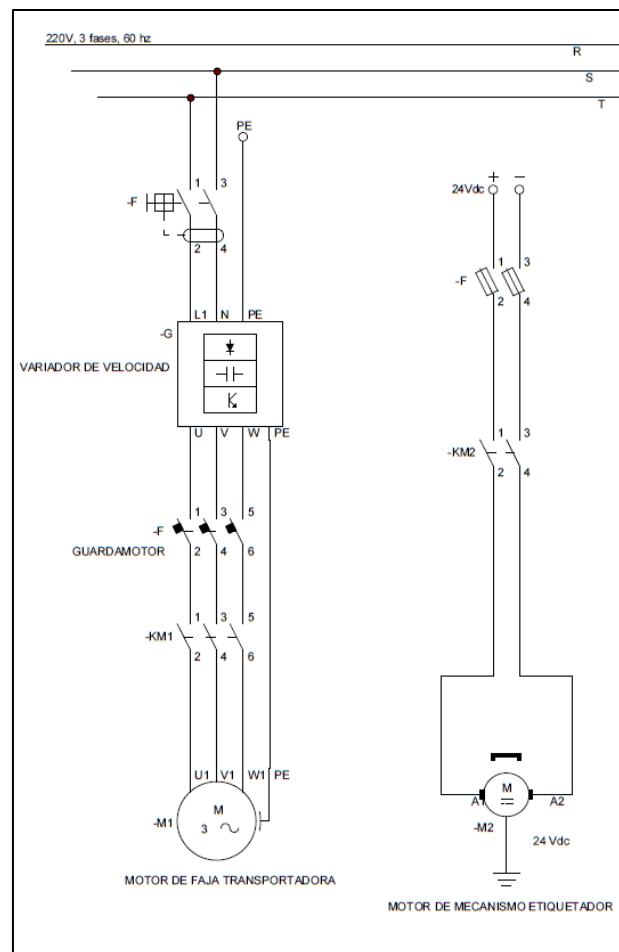 220V, 3 fases, 60 hz
R
S
T
PE
1 3
-F
2 4
L1 N PE
-G
VARIADOR DE VELOCIDAD
U V W PE
1 3 5
-F
GUARDAMOTOR
2 4 6
1 3 5
-KM1
2 4 6
U1 V1 W1 PE
M
3
-M1
MOTOR DE FAJA TRANSPORTADORA
+ −
24Vdc
1 3
-F
2 4
1 3
-KM2
2 4
M
A1 A2
-M2
24 Vdc
MOTOR DE MECANISMO ETIQUETADOR